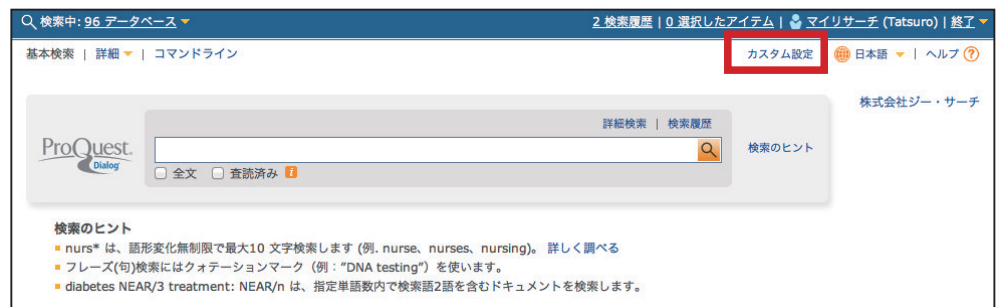 検索中: 96 データベース 2 検索履歴 | 0 選択したアイテム | マイリサーチ (Tatsuro) | 終了
基本検索 | 詳細 | コマンドライン カスタム設定 日本語 | ヘルプ ?
株式会社ジー・サーチ
詳細検索 | 検索履歴
ProQuest.
Dialog
検索のヒント
全文 査読済み i
検索のヒント
nurs* は、語形変化無制限で最大10 文字検索します (例. nurse、nurses、nursing)。 詳しく調べる
フレーズ(句)検索にはクォテーションマーク（例：”DNA testing”）を使います。
diabetes NEAR/3 treatment: NEAR/n は、指定単語数内で検索語2語を含むドキュメントを検索します。